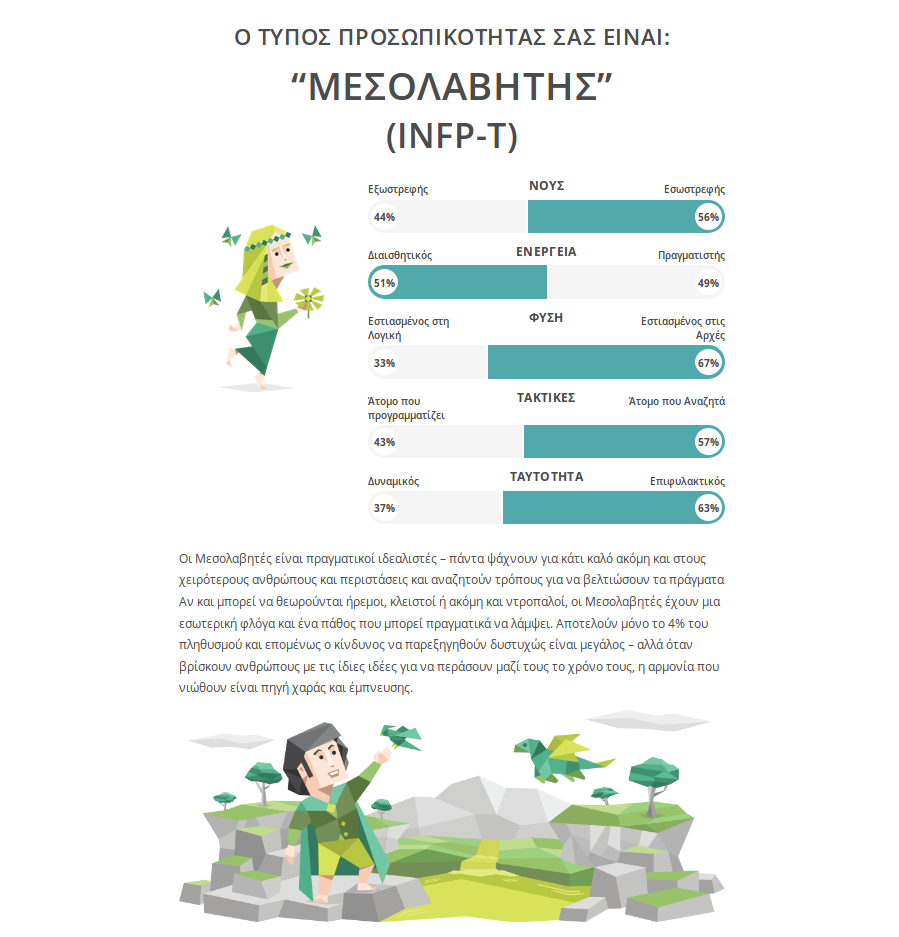 Ο ΤΥΠΟΣ ΠΡΟΣΩΠΙΚΟΤΗΤΑΣ ΣΑΣ ΕΙΝΑΙ:
“ΜΕΣΟΛΑΒΗΤΗΣ”
(INFP-T)
Εξωστρεφής ΝΟΥΣ Εσωστρεφής
44% 56%
Διαισθητικός ΕΝΕΡΓΕΙΑ Πραγματιστής
51% 49%
Εστιασμένος στη ΦΥΣΗ Εστιασμένος στις
Λογική Αρχές
33% 67%
Άτομο που ΤΑΚΤΙΚΕΣ Άτομο που Αναζητά
προγραμματίζει
43% 57%
Δυναμικός ΤΑΥΤΟΤΗΤΑ Επιφυλακτικός
37% 63%
Οι Μεσολαβητές είναι πραγματικοί ιδεαλιστές – πάντα ψάχνουν για κάτι καλό ακόμη και στους
χειρότερους ανθρώπους και περιστάσεις και αναζητούν τρόπους για να βελτιώσουν τα πράγματα
Αν και μπορεί να θεωρούνται ήρεμοι, κλειστοί ή ακόμη και ντροπαλοί, οι Μεσολαβητές έχουν μια
εσωτερική φλόγα και ένα πάθος που μπορεί πραγματικά να λάμψει. Αποτελούν μόνο το 4% του
πληθυσμού και επομένως ο κίνδυνος να παρεξηγηθούν δυστυχώς είναι μεγάλος – αλλά όταν
βρίσκουν ανθρώπους με τις ίδιες ιδέες για να περάσουν μαζί τους το χρόνο τους, η αρμονία που
νιώθουν είναι πηγή χαράς και έμπνευσης.